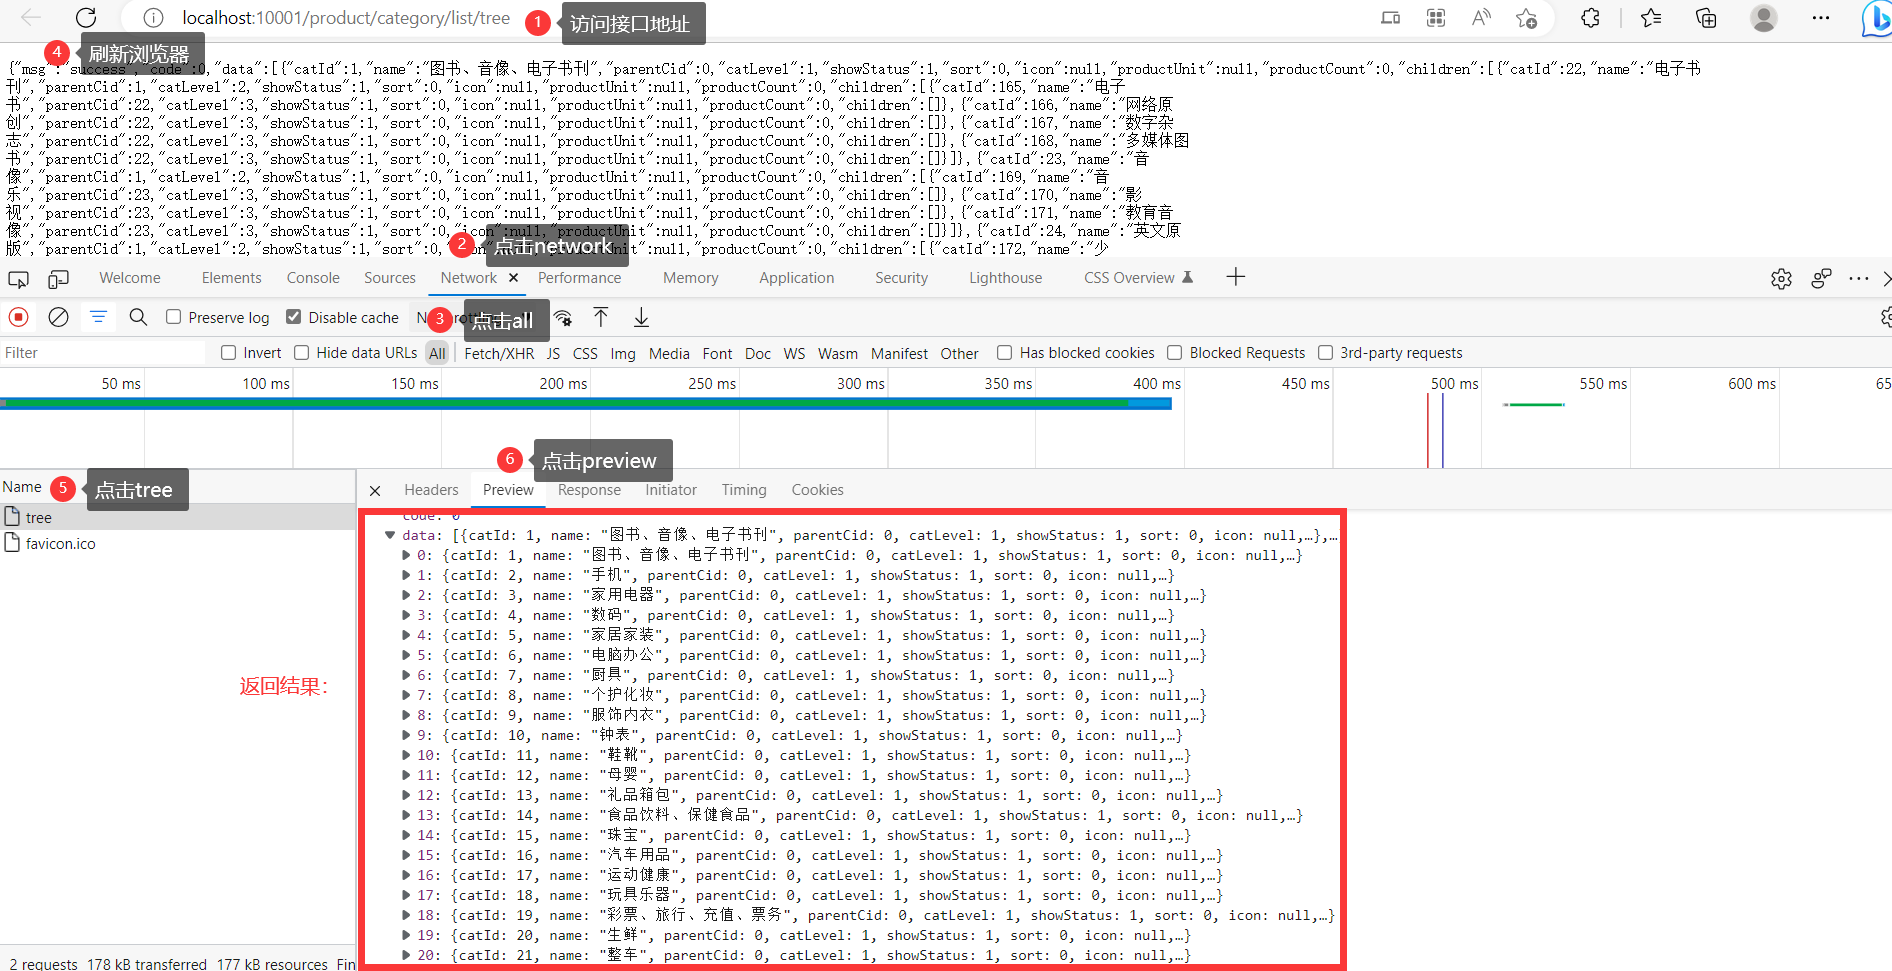 localhost:10001/product/category/list/tree
1 访问接口地址
4 刷新浏览器
{"msg":"success","code":0,"data":[{"catId":1,"name":"图书、音像、电子书刊","parentCid":0,"catLevel":1,"showStatus":1,"sort":0,"icon":null,"productUnit":null,"productCount":0,"children":[{"catId":22,"name":"电子书
刊","parentCid":1,"catLevel":2,"showStatus":1,"sort":0,"icon":null,"productUnit":null,"productCount":0,"children":[{"catId":165,"name":"电子
书","parentCid":22,"catLevel":3,"showStatus":1,"sort":0,"icon":null,"productUnit":null,"productCount":0,"children":[]},{"catId":166,"name":"网络原
创","parentCid":22,"catLevel":3,"showStatus":1,"sort":0,"icon":null,"productUnit":null,"productCount":0,"children":[]},{"catId":167,"name":"数字杂
志","parentCid":22,"catLevel":3,"showStatus":1,"sort":0,"icon":null,"productUnit":null,"productCount":0,"children":[]},{"catId":168,"name":"多媒体图
书","parentCid":22,"catLevel":3,"showStatus":1,"sort":0,"icon":null,"productUnit":null,"productCount":0,"children":[]}]},{"catId":23,"name":"音
像","parentCid":1,"catLevel":2,"showStatus":1,"sort":0,"icon":null,"productUnit":null,"productCount":0,"children":[{"catId":169,"name":"音
乐","parentCid":23,"catLevel":3,"showStatus":1,"sort":0,"icon":null,"productUnit":null,"productCount":0,"children":[]},{"catId":170,"name":"影
视","parentCid":23,"catLevel":3,"showStatus":1,"sort":0,"icon":null,"productUnit":null,"productCount":0,"children":[]},{"catId":171,"name":"教育音
像","parentCid":23,"catLevel":3,"showStatus":1,"sort":0,"icon":null,"productUnit":null,"productCount":0,"children":[]}]},{"catId":24,"name":"英文原
版","parentCid":1,"catLevel":2,"showStatus":1,"sort":0,"icon":null,"productUnit":null,"productCount":0,"children":[{"catId":172,"name":"少
2 点击network
Welcome Elements Console Sources Network Performance Memory Application Security Lighthouse CSS Overview
Preserve log Disable cache
3 点击all
Filter Invert Hide data URLs All Fetch/XHR JS CSS Img Media Font Doc WS Wasm Manifest Other Has blocked cookies Blocked Requests 3rd-party requests
50 ms 100 ms 150 ms 200 ms 250 ms 300 ms 350 ms 400 ms 450 ms 500 ms 550 ms 600 ms 65
6 点击preview
Name 5 点击tree
Headers Preview Response Initiator Timing Cookies
tree
favicon.ico
返回结果：
code: 0
data: [{catId: 1, name: "图书、音像、电子书刊", parentCid: 0, catLevel: 1, showStatus: 1, sort: 0, icon: null,…},…
0: {catId: 1, name: "图书、音像、电子书刊", parentCid: 0, catLevel: 1, showStatus: 1, sort: 0, icon: null,…}
1: {catId: 2, name: "手机", parentCid: 0, catLevel: 1, showStatus: 1, sort: 0, icon: null,…}
2: {catId: 3, name: "家用电器", parentCid: 0, catLevel: 1, showStatus: 1, sort: 0, icon: null,…}
3: {catId: 4, name: "数码", parentCid: 0, catLevel: 1, showStatus: 1, sort: 0, icon: null,…}
4: {catId: 5, name: "家居家装", parentCid: 0, catLevel: 1, showStatus: 1, sort: 0, icon: null,…}
5: {catId: 6, name: "电脑办公", parentCid: 0, catLevel: 1, showStatus: 1, sort: 0, icon: null,…}
6: {catId: 7, name: "厨具", parentCid: 0, catLevel: 1, showStatus: 1, sort: 0, icon: null,…}
7: {catId: 8, name: "个护化妆", parentCid: 0, catLevel: 1, showStatus: 1, sort: 0, icon: null,…}
8: {catId: 9, name: "服饰内衣", parentCid: 0, catLevel: 1, showStatus: 1, sort: 0, icon: null,…}
9: {catId: 10, name: "钟表", parentCid: 0, catLevel: 1, showStatus: 1, sort: 0, icon: null,…}
10: {catId: 11, name: "鞋靴", parentCid: 0, catLevel: 1, showStatus: 1, sort: 0, icon: null,…}
11: {catId: 12, name: "母婴", parentCid: 0, catLevel: 1, showStatus: 1, sort: 0, icon: null,…}
12: {catId: 13, name: "礼品箱包", parentCid: 0, catLevel: 1, showStatus: 1, sort: 0, icon: null,…}
13: {catId: 14, name: "食品饮料、保健食品", parentCid: 0, catLevel: 1, showStatus: 1, sort: 0, icon: null,…}
14: {catId: 15, name: "珠宝", parentCid: 0, catLevel: 1, showStatus: 1, sort: 0, icon: null,…}
15: {catId: 16, name: "汽车用品", parentCid: 0, catLevel: 1, showStatus: 1, sort: 0, icon: null,…}
16: {catId: 17, name: "运动健康", parentCid: 0, catLevel: 1, showStatus: 1, sort: 0, icon: null,…}
17: {catId: 18, name: "玩具乐器", parentCid: 0, catLevel: 1, showStatus: 1, sort: 0, icon: null,…}
18: {catId: 19, name: "彩票、旅行、充值、票务", parentCid: 0, catLevel: 1, showStatus: 1, sort: 0, icon: null,…}
19: {catId: 20, name: "生鲜", parentCid: 0, catLevel: 1, showStatus: 1, sort: 0, icon: null,…}
20: {catId: 21, name: "整车", parentCid: 0, catLevel: 1, showStatus: 1, sort: 0, icon: null,…}
2 requests 178 kB transferred 177 kB resources Fin